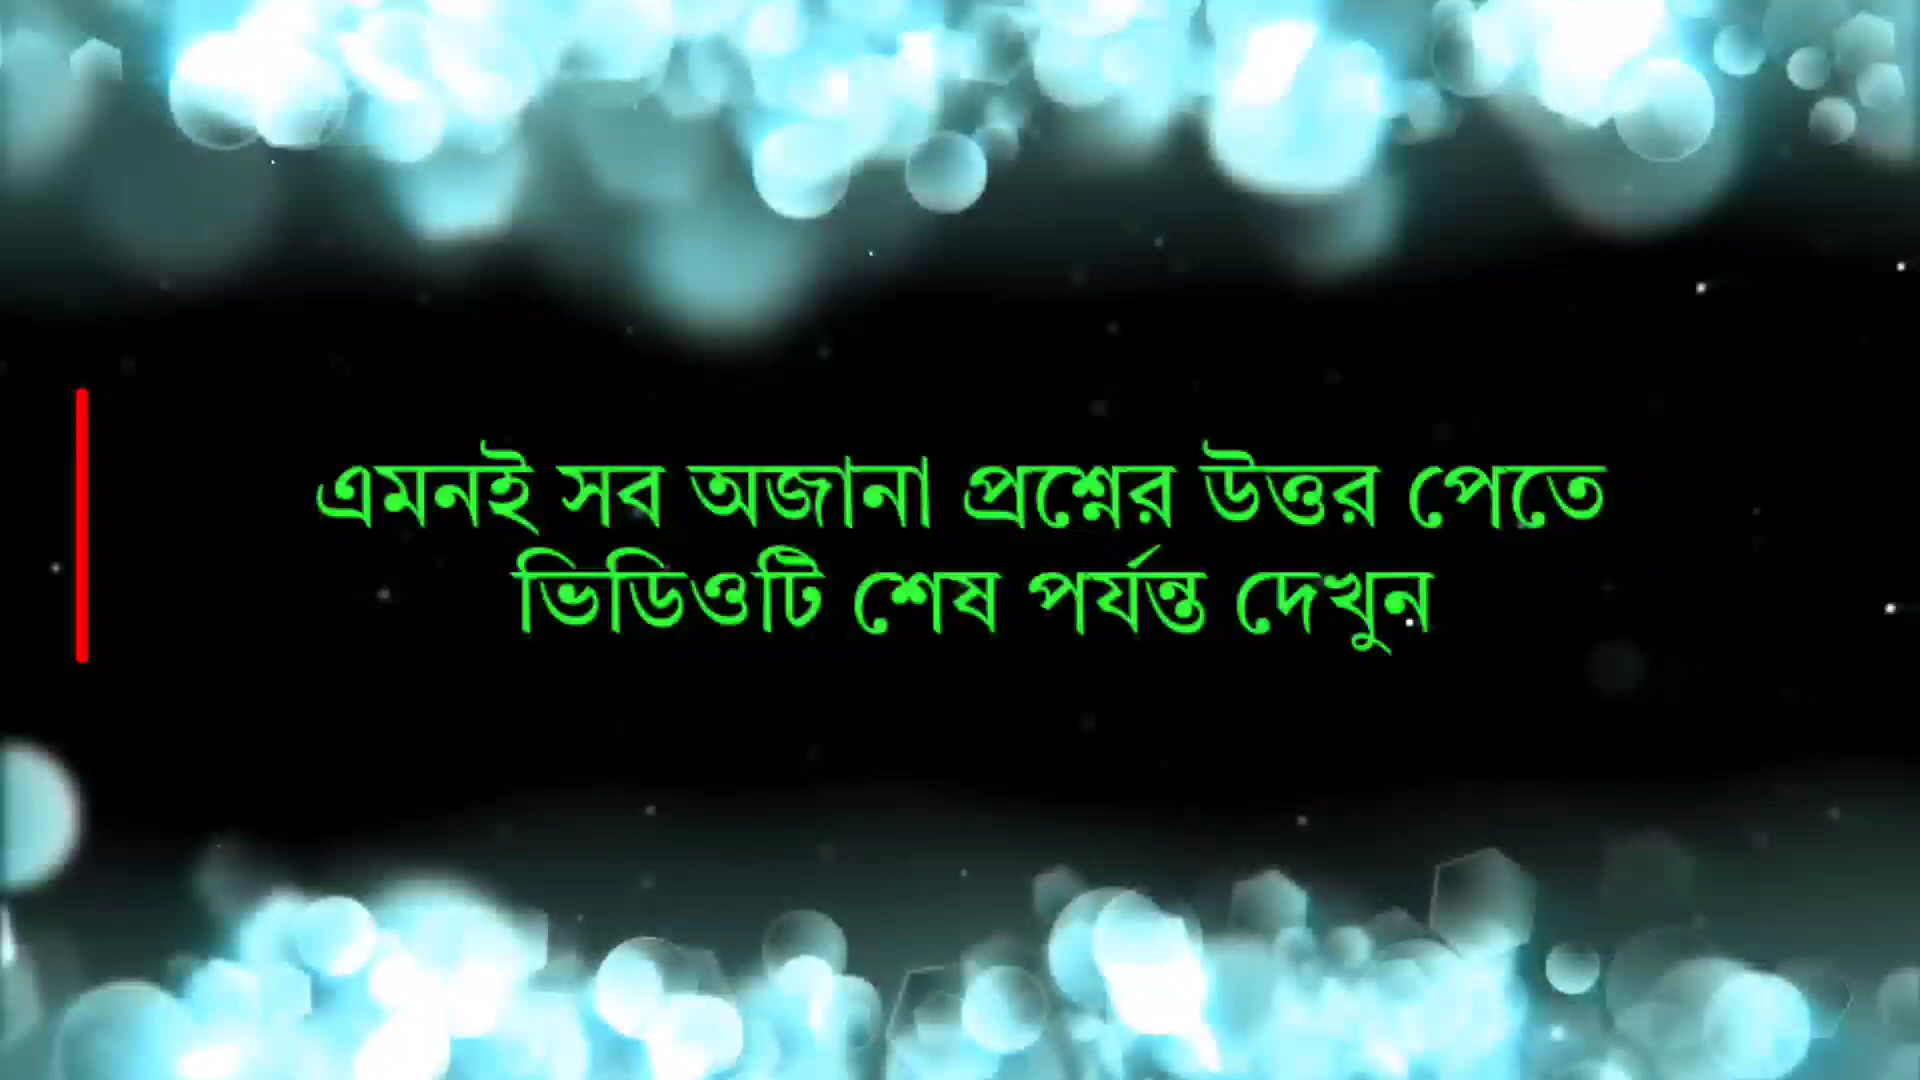 এমনই সব অজানা প্রশ্নের উত্তর পেতে
ভিডিওটি শেষ পর্যন্ত দেখুন